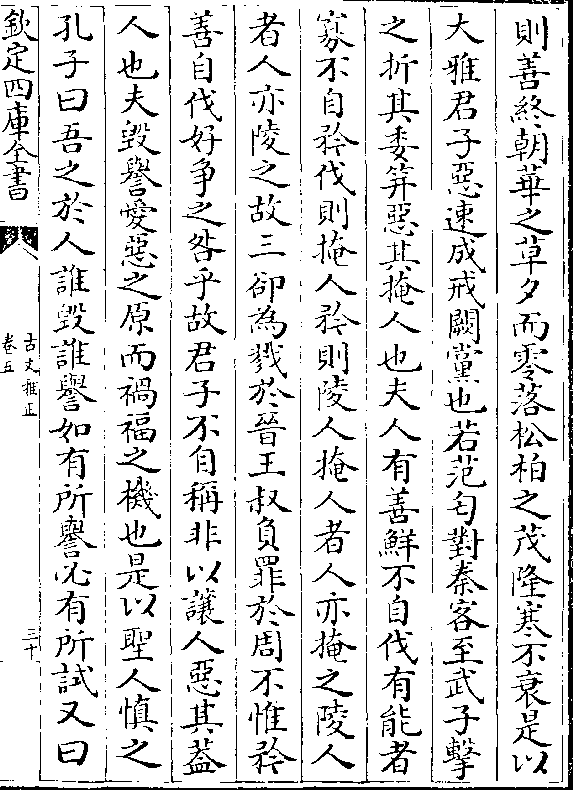 則善終朝華之草夕而零落松柏之茂隆寒不衰是以
大雅君子惡速成戒闕黨也若范匄對秦客至武子擊
之折其委筓惡其掩人也夫人有善鮮不自伐有能者
寡不自矜伐則掩人矜則陵人掩人者人亦掩之陵人
者人亦陵之故三郤為戮於晉王叔負罪於周不惟矜
善自伐好争之咎乎故君子不自稱非以讓人惡其葢
人也夫毀譽愛惡之原而禍福之機也是以聖人慎之
孔子曰吾之於人誰毀誰譽如有所譽必有所試又曰
欽定四庫全書
古文雅正
卷五
三十